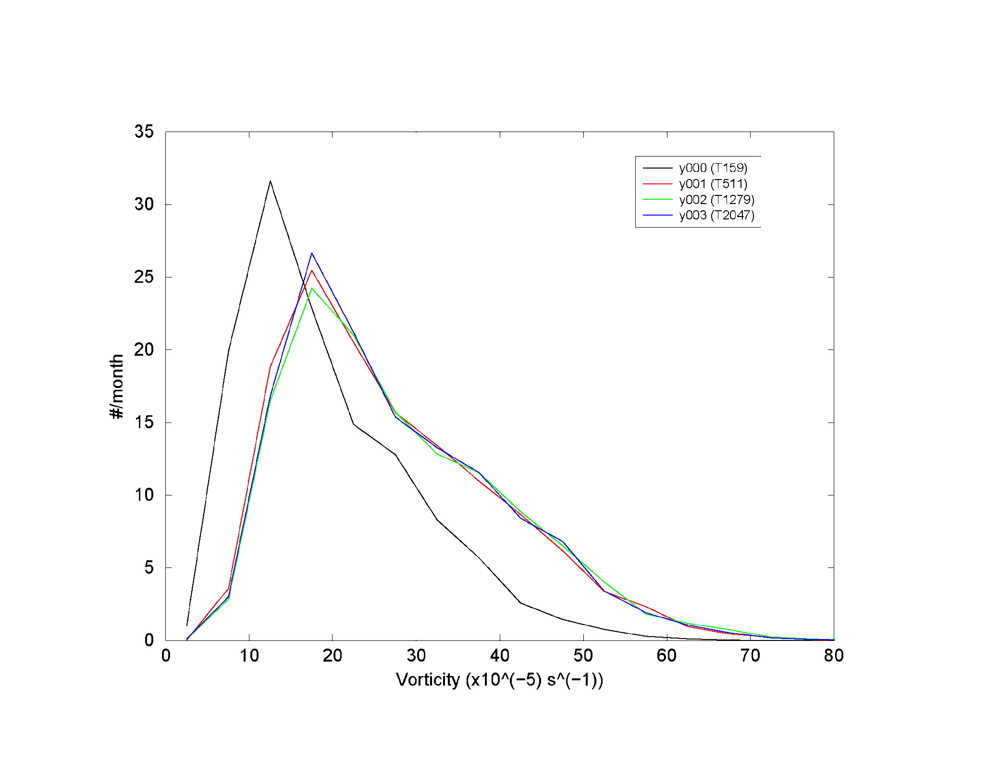 35
30
25
20
15
10
5
0
#/month
y000 (T159)
y001 (T511)
y002 (T1279)
y003 (T2047)
0 10 20 30 40 50 60 70 80
Vorticity (x10^(−5) s^(−1))